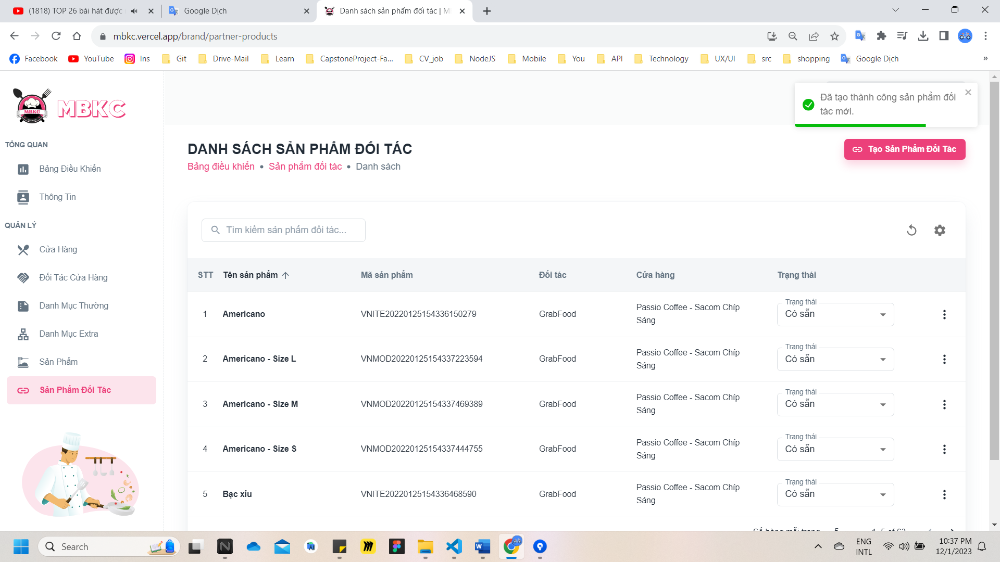 (1818) TOP 26 bài hát được
Google Dịch
Danh sách sản phẩm đối tác | M
mbkc.vercel.app/brand/partner-products
Facebook
YouTube
Ins
Git
Drive-Mail
Learn
CapstoneProject-Fa...
CV_job
NodeJS
Mobile
You
API
Technology
UX/UI
src
shopping
Google Dịch
»
MBKC
MBKC
Đã tạo thành công sản phẩm đối
tác mới.
TỔNG QUAN
Bảng Điều Khiển
Thông Tin
QUẢN LÝ
Cửa Hàng
Đối Tác Cửa Hàng
Danh Mục Thường
Danh Mục Extra
Sản Phẩm
Sản Phẩm Đối Tác
DANH SÁCH SẢN PHẨM ĐỐI TÁC
Bảng điều khiển • Sản phẩm đối tác • Danh sách
Tạo Sản Phẩm Đối Tác
Tìm kiếm sản phẩm đối tác...
STT Tên sản phẩm Mã sản phẩm Đối tác Cửa hàng Trạng thái
1 Americano VNITE20220125154336150279 GrabFood Passio Coffee - Sacom Chíp
Sáng
Trạng thái
Có sẵn
2 Americano - Size L VNMOD20220125154337223594 GrabFood Passio Coffee - Sacom Chíp
Sáng
Trạng thái
Có sẵn
3 Americano - Size M VNMOD20220125154337469389 GrabFood Passio Coffee - Sacom Chíp
Sáng
Trạng thái
Có sẵn
4 Americano - Size S VNMOD20220125154337444755 GrabFood Passio Coffee - Sacom Chíp
Sáng
Trạng thái
Có sẵn
5 Bạc xỉu VNITE20220125154336468590 GrabFood Passio Coffee - Sacom Chíp
Sáng
Trạng thái
Có sẵn
Search
ENG
INTL
10:37 PM
12/1/2023